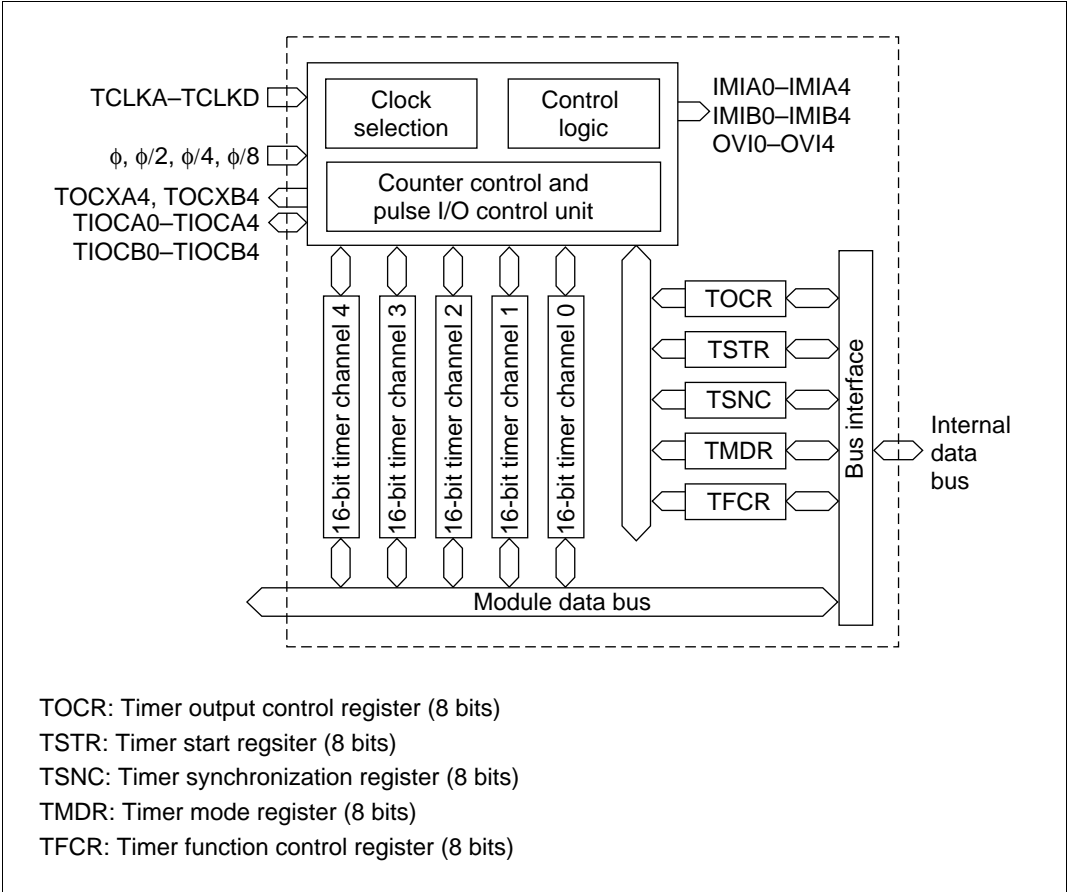 TCLKA–TCLKD
ϕ, ϕ/2, ϕ/4, ϕ/8
TOCXA4, TOCXB4
TIOCA0–TIOCA4
TIOCB0–TIOCB4
Clock
selection
Control
logic
Counter control and
pulse I/O control unit
IMIA0–IMIA4
IMIB0–IMIB4
OVI0–OVI4
16-bit timer channel 4
16-bit timer channel 3
16-bit timer channel 2
16-bit timer channel 1
16-bit timer channel 0
TOCR
TSTR
TSNC
TMDR
TFCR
Bus interface
Internal
data
bus
Module data bus
TOCR: Timer output control register (8 bits)
TSTR: Timer start regsiter (8 bits)
TSNC: Timer synchronization register (8 bits)
TMDR: Timer mode register (8 bits)
TFCR: Timer function control register (8 bits)